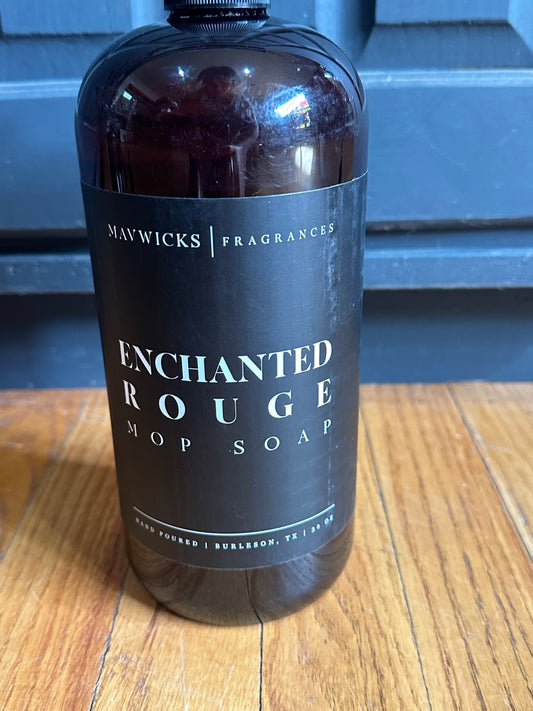 MAVWICKS | FRAGRANCES
ENCHANTED
ROUGE
MOP SOAP
HAND POURED | BURLESON, TX | 32 OZ